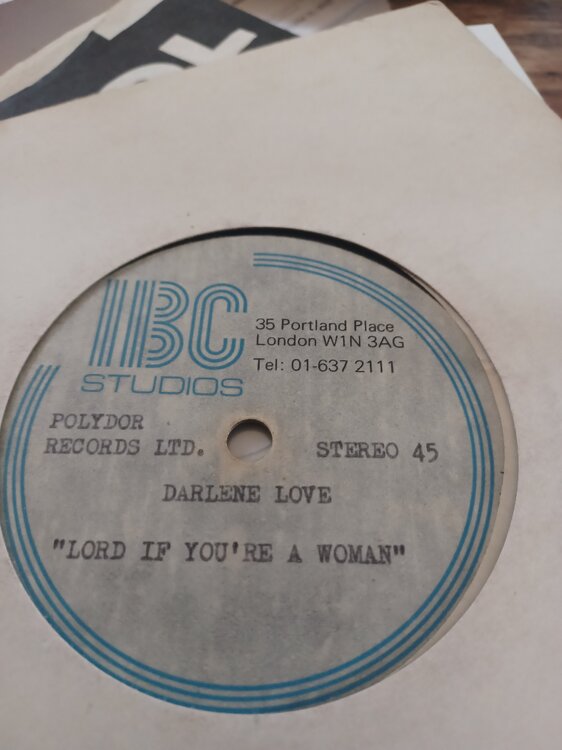 IBC
STUDIOS
35 Portland Place
London W1N 3AG
Tel: 01-637 2111
POLYDOR
RECORDS LTD.
STEREO 45
DARLENE LOVE
"LORD IF YOU'RE A WOMAN"